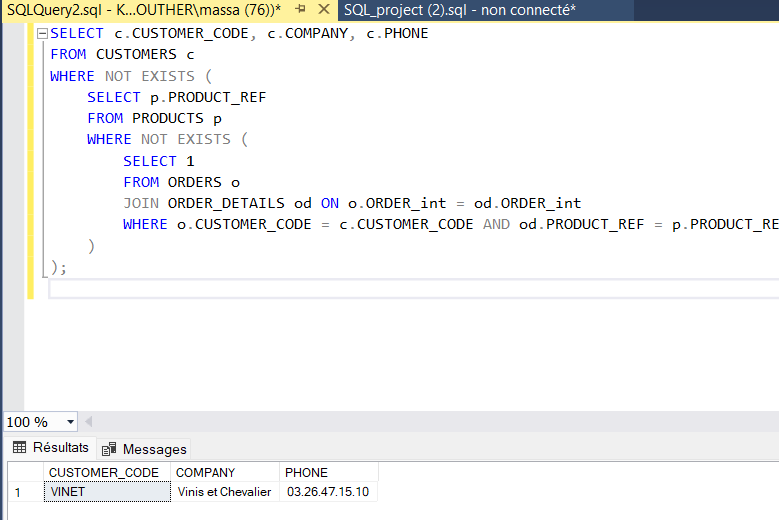 SQLQuery2.sql - K...OUTHER\massa (76))* SQL_project (2).sql - non connecté*
SELECT c.CUSTOMER_CODE, c.COMPANY, c.PHONE
FROM CUSTOMERS c
WHERE NOT EXISTS (
SELECT p.PRODUCT_REF
FROM PRODUCTS p
WHERE NOT EXISTS (
SELECT 1
FROM ORDERS o
JOIN ORDER_DETAILS od ON o.ORDER_int = od.ORDER_int
WHERE o.CUSTOMER_CODE = c.CUSTOMER_CODE AND od.PRODUCT_REF = p.PRODUCT_RE
)
);
100 %
Résultats Messages
CUSTOMER_CODE COMPANY PHONE
1 VINET Vinis et Chevalier 03.26.47.15.10